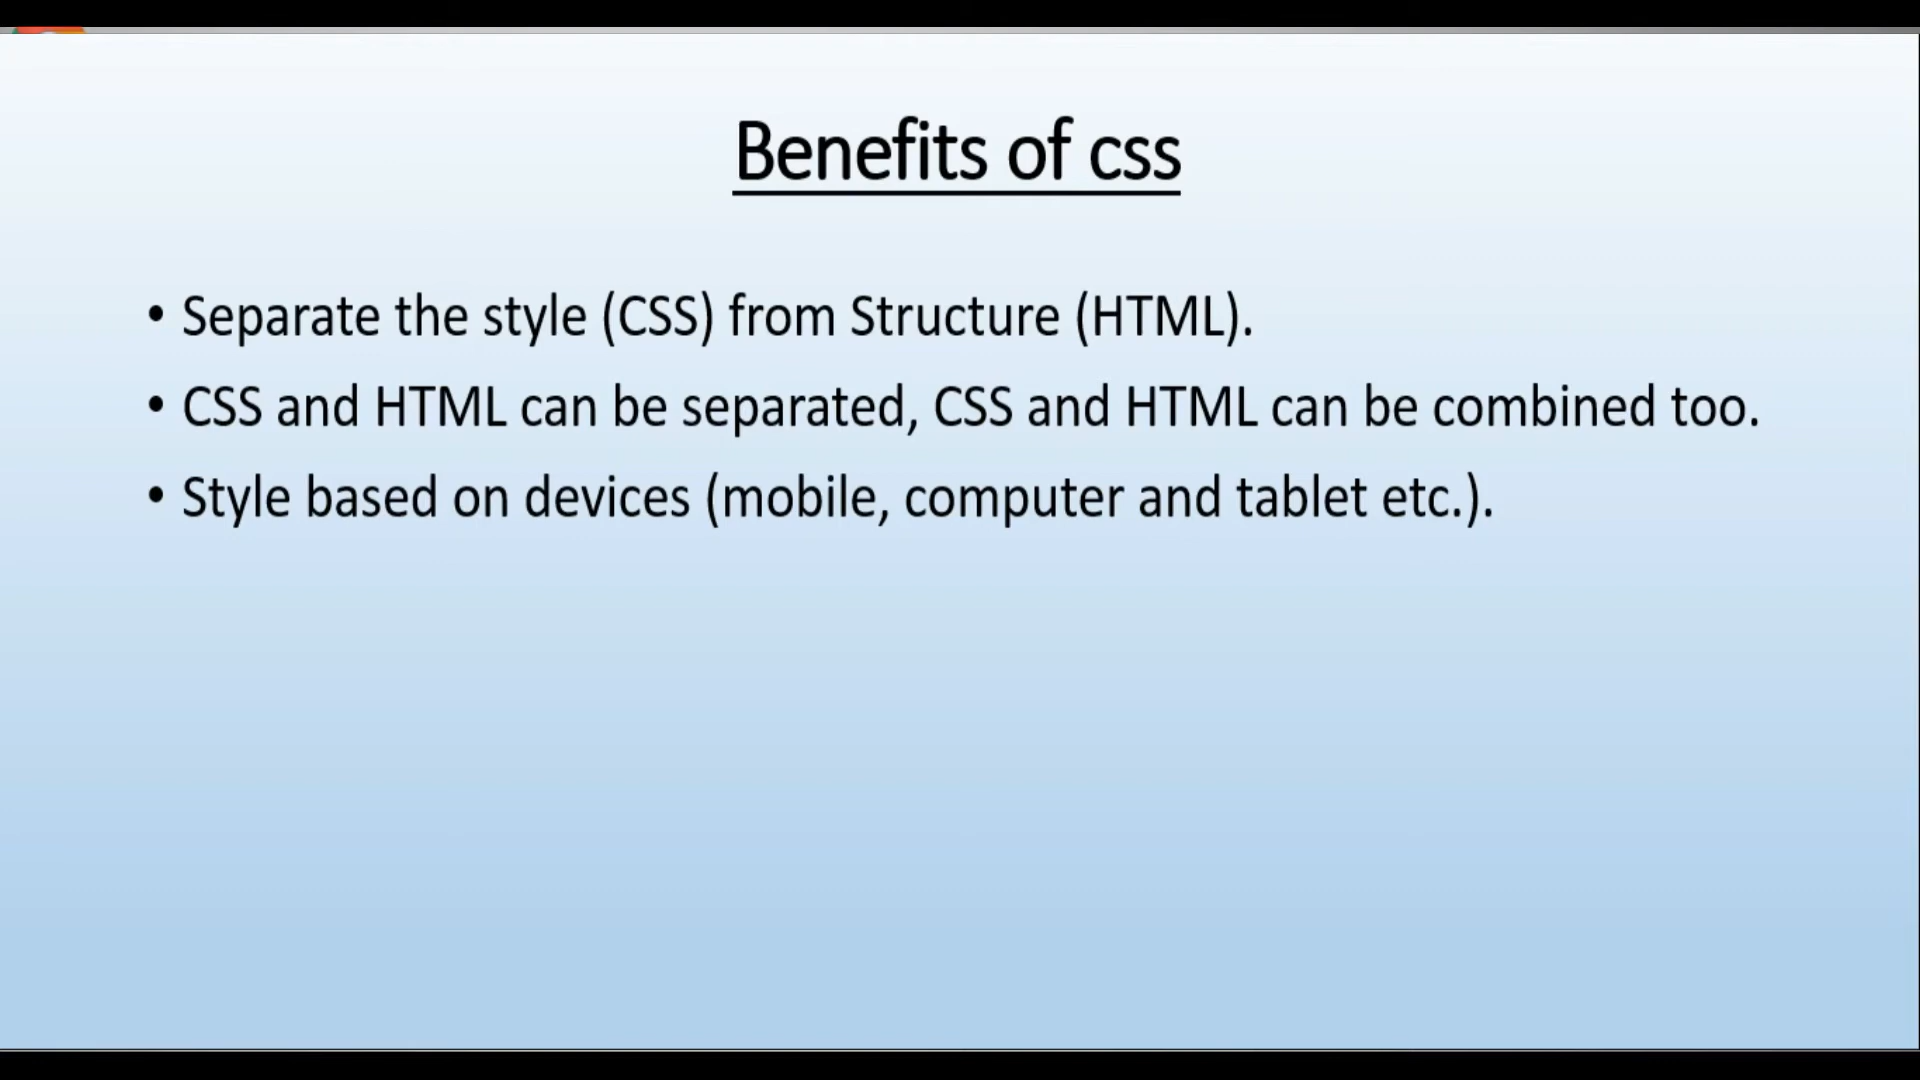 Benefits of css
• Separate the style (CSS) from Structure (HTML).
• CSS and HTML can be separated, CSS and HTML can be combined too.
• Style based on devices (mobile, computer and tablet etc.).